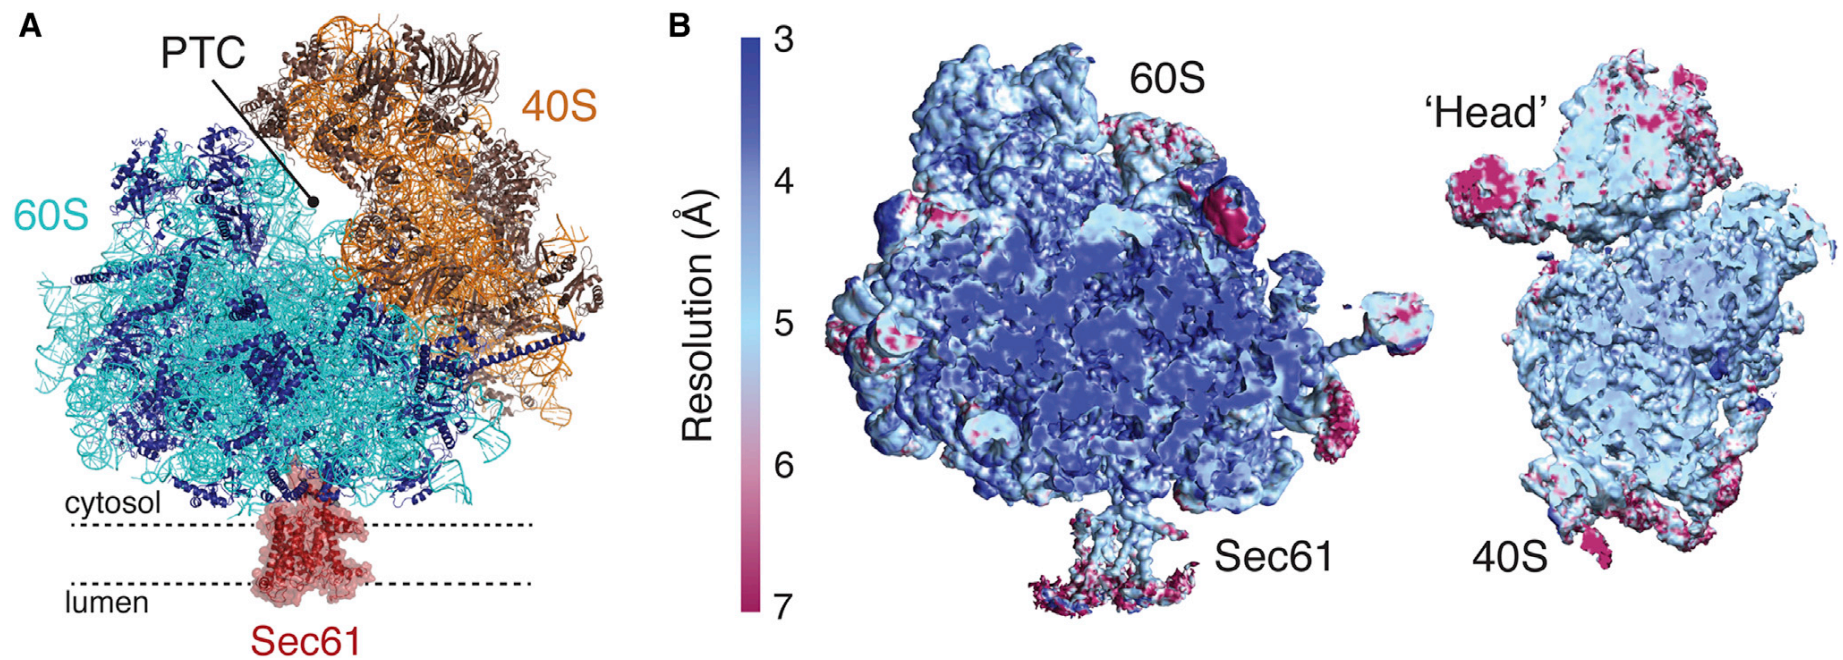 A
PTC
40S
60S
cytosol
lumen
Sec61
B
Resolution (Å)
3
4
5
6
7
60S
Sec61
‘Head’
40S